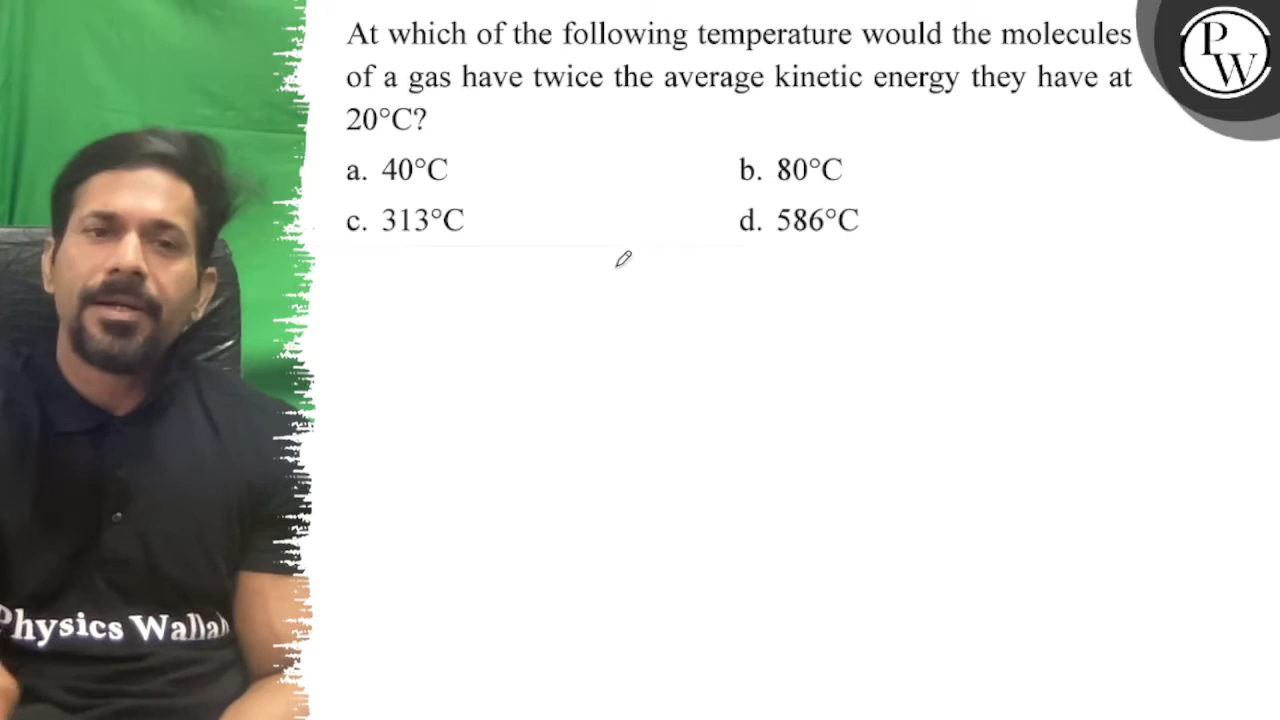 At which of the following temperature would the molecules
of a gas have twice the average kinetic energy they have at
20°C?
a. 40°C
b. 80°C
c. 313°C
d. 586°C
PW
Physics Wallah